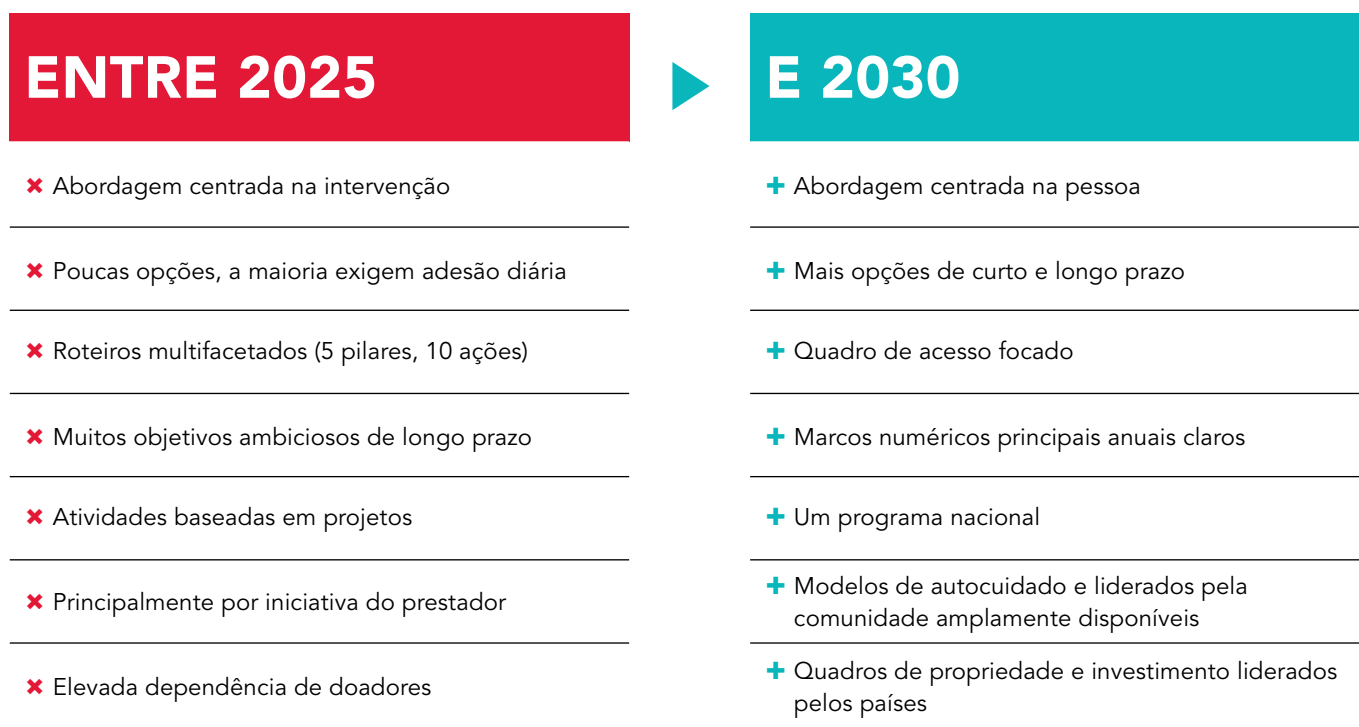 ENTRE 2025
Abordagem centrada na intervenção
Poucas opções, a maioria exigem adesão diária
Roteiros multifacetados (5 pilares, 10 ações)
Muitos objetivos ambiciosos de longo prazo
Atividades baseadas em projetos
Principalmente por iniciativa do prestador
Elevada dependência de doadores
E 2030
Abordagem centrada na pessoa
Mais opções de curto e longo prazo
Quadro de acesso focado
Marcos numéricos principais anuais claros
Um programa nacional
Modelos de autocuidado e liderados pela
comunidade amplamente disponíveis
Quadros de propriedade e investimento liderados
pelos países